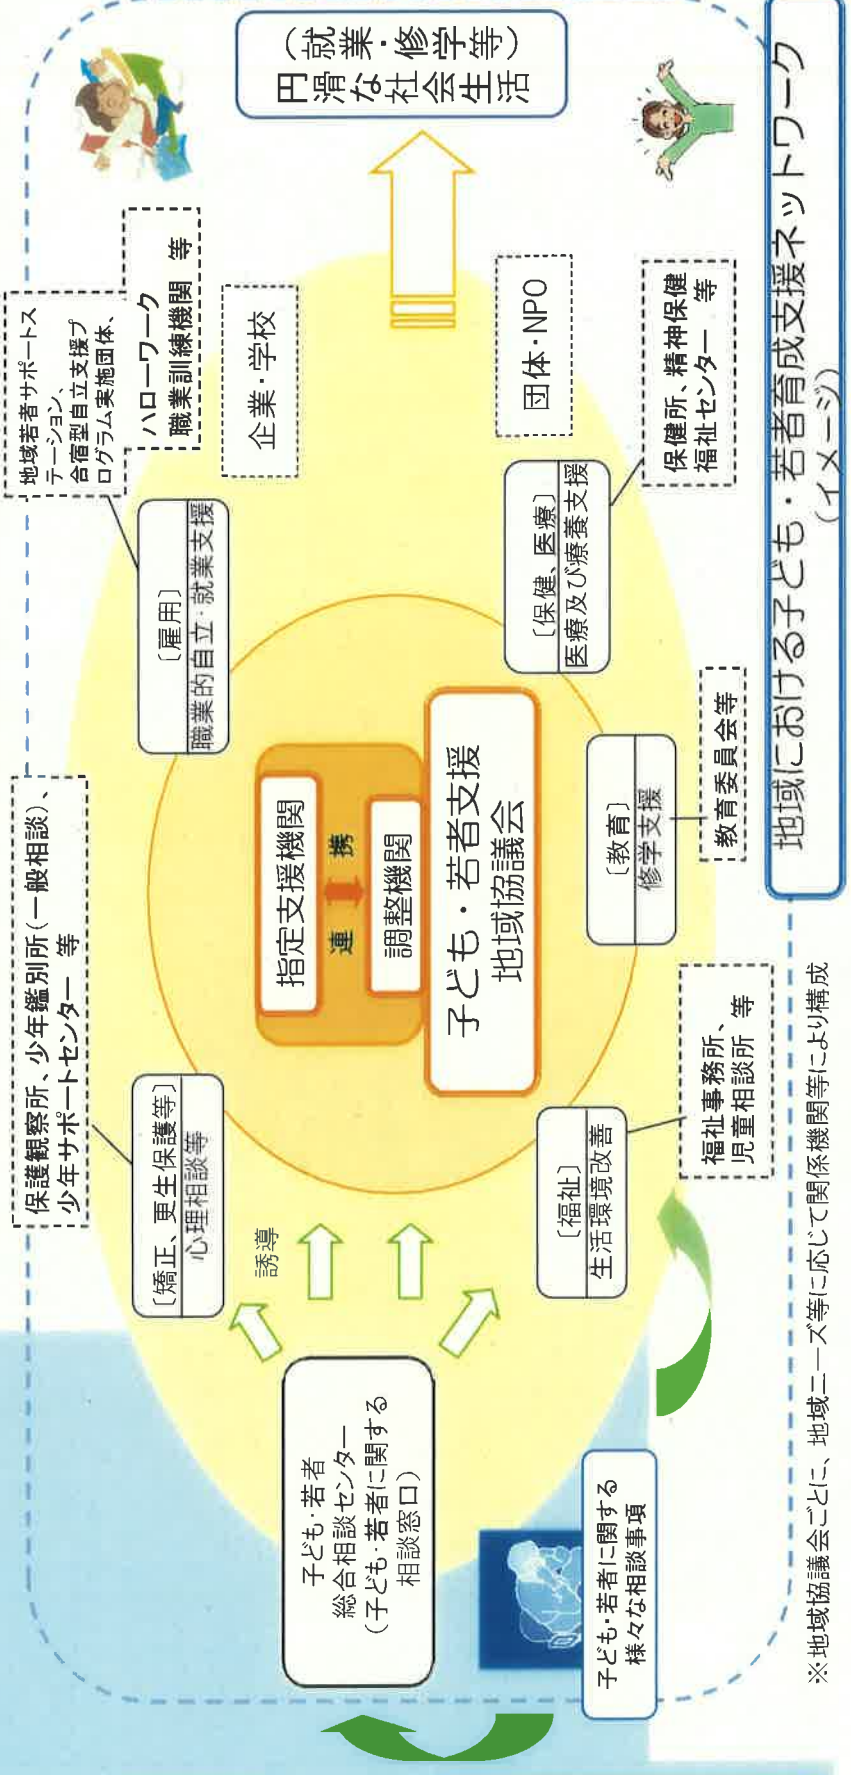 地域における子ども・若者育成支援ネットワーク
（イメージ）
保護観察所、少年鑑別所（一般相談）、
少年サポートセンター 等
地域若者サポートス
テーション、
合宿型自立支援プ
ログラム実施団体、
ハローワーク
職業訓練機関 等
〔矯正、更生保護等〕
心理相談等
〔雇用〕
職業的自立・就業支援
企業・学校
誘導
子ども・若者
総合相談センター
（子ども・若者に関する
相談窓口）
指定支援機関
連 携
調整機関
子ども・若者支援
地域協議会
（就業・修学等）
円滑な社会生活
団体・NPO
〔福祉〕
生活環境改善
〔教育〕
修学支援
〔保健、医療〕
医療及び療養支援
子ども・若者に関する
様々な相談事項
福祉事務所、
児童相談所 等
教育委員会等
保健所、精神保健
福祉センター 等
※地域協議会ごとに、地域ニーズ等に応じて関係機関等により構成